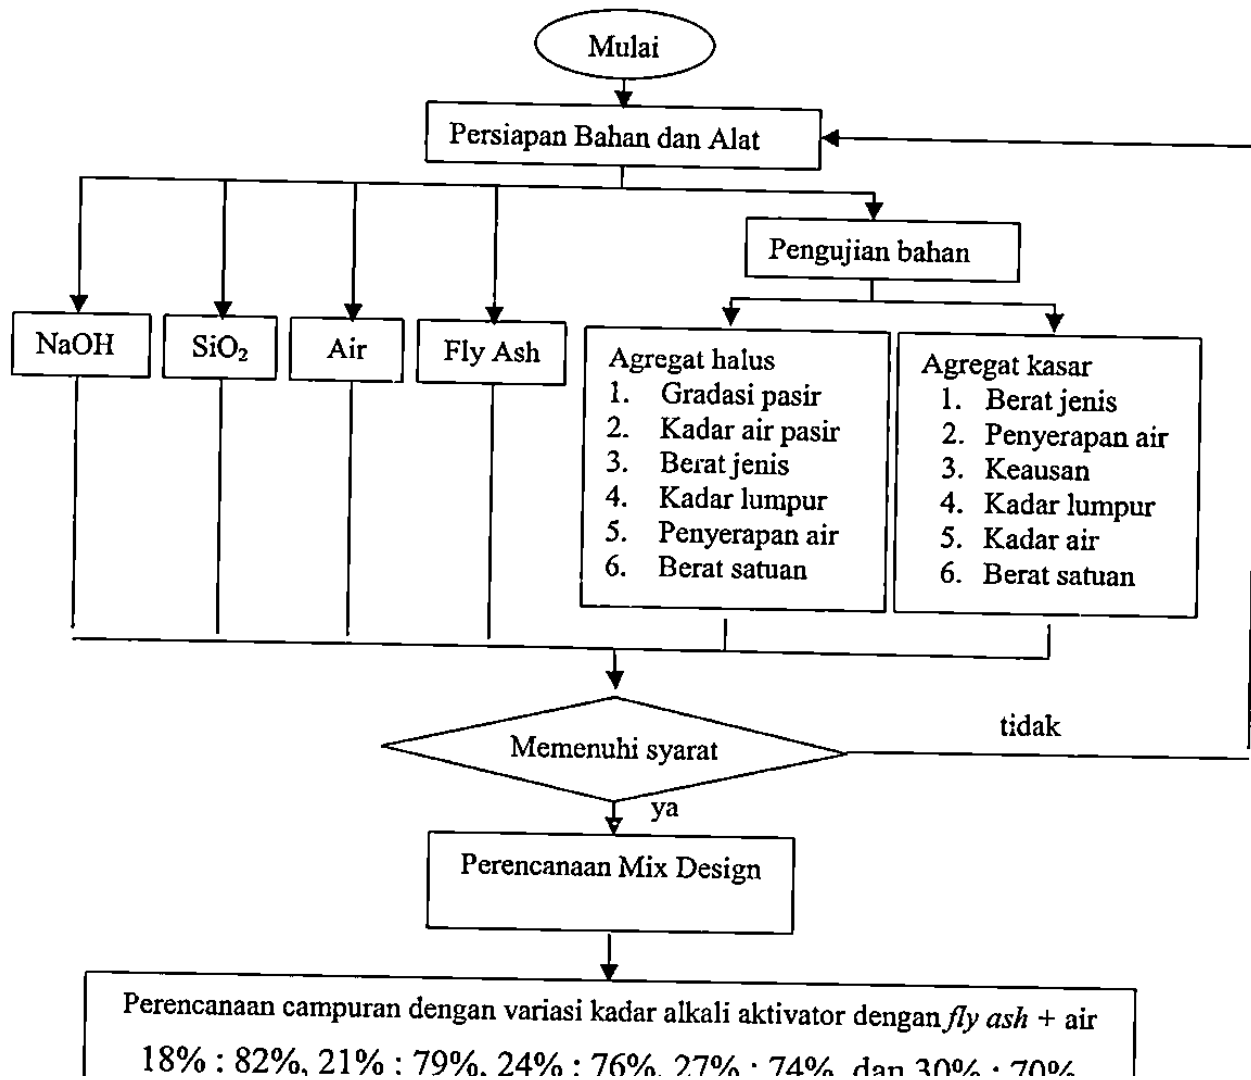 Mulai
Persiapan Bahan dan Alat
Pengujian bahan
NaOH
SiO₂
Air
Fly Ash
Agregat halus
1. Gradasi pasir
2. Kadar air pasir
3. Berat jenis
4. Kadar lumpur
5. Penyerapan air
6. Berat satuan
Agregat kasar
1. Berat jenis
2. Penyerapan air
3. Keausan
4. Kadar lumpur
5. Kadar air
6. Berat satuan
Memenuhi syarat
tidak
ya
Perencanaan Mix Design
Perencanaan campuran dengan variasi kadar alkali aktivator dengan fly ash + air
18% : 82%, 21% : 79%, 24% : 76%, 27% : 74%, dan 30% : 70%